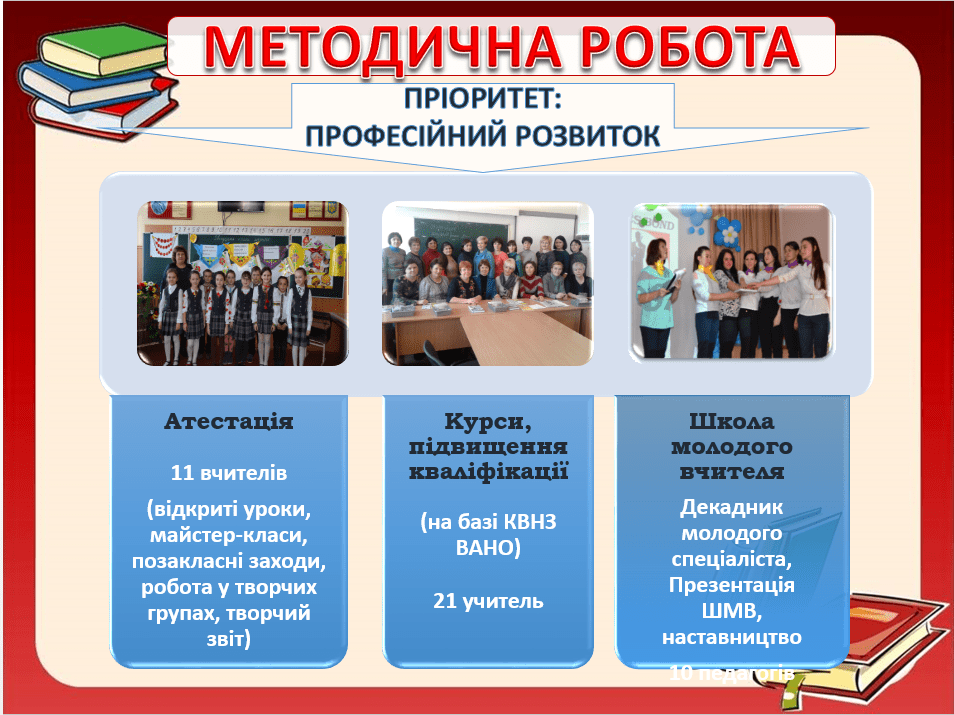 МЕТОДИЧНА РОБОТА
ПРІОРИТЕТ:
ПРОФЕСІЙНИЙ РОЗВИТОК
Атестація
11 вчителів
(відкриті уроки,
майстер-класи,
позакласні заходи,
робота у творчих
групах, творчий
звіт)
Курси,
підвищення
кваліфікації
(на базі КВНЗ
ВАНО)
21 учитель
Школа
молодого
вчителя
Декадник
молодого
спеціаліста,
Презентація
ШМВ,
наставництво
10 педагогів